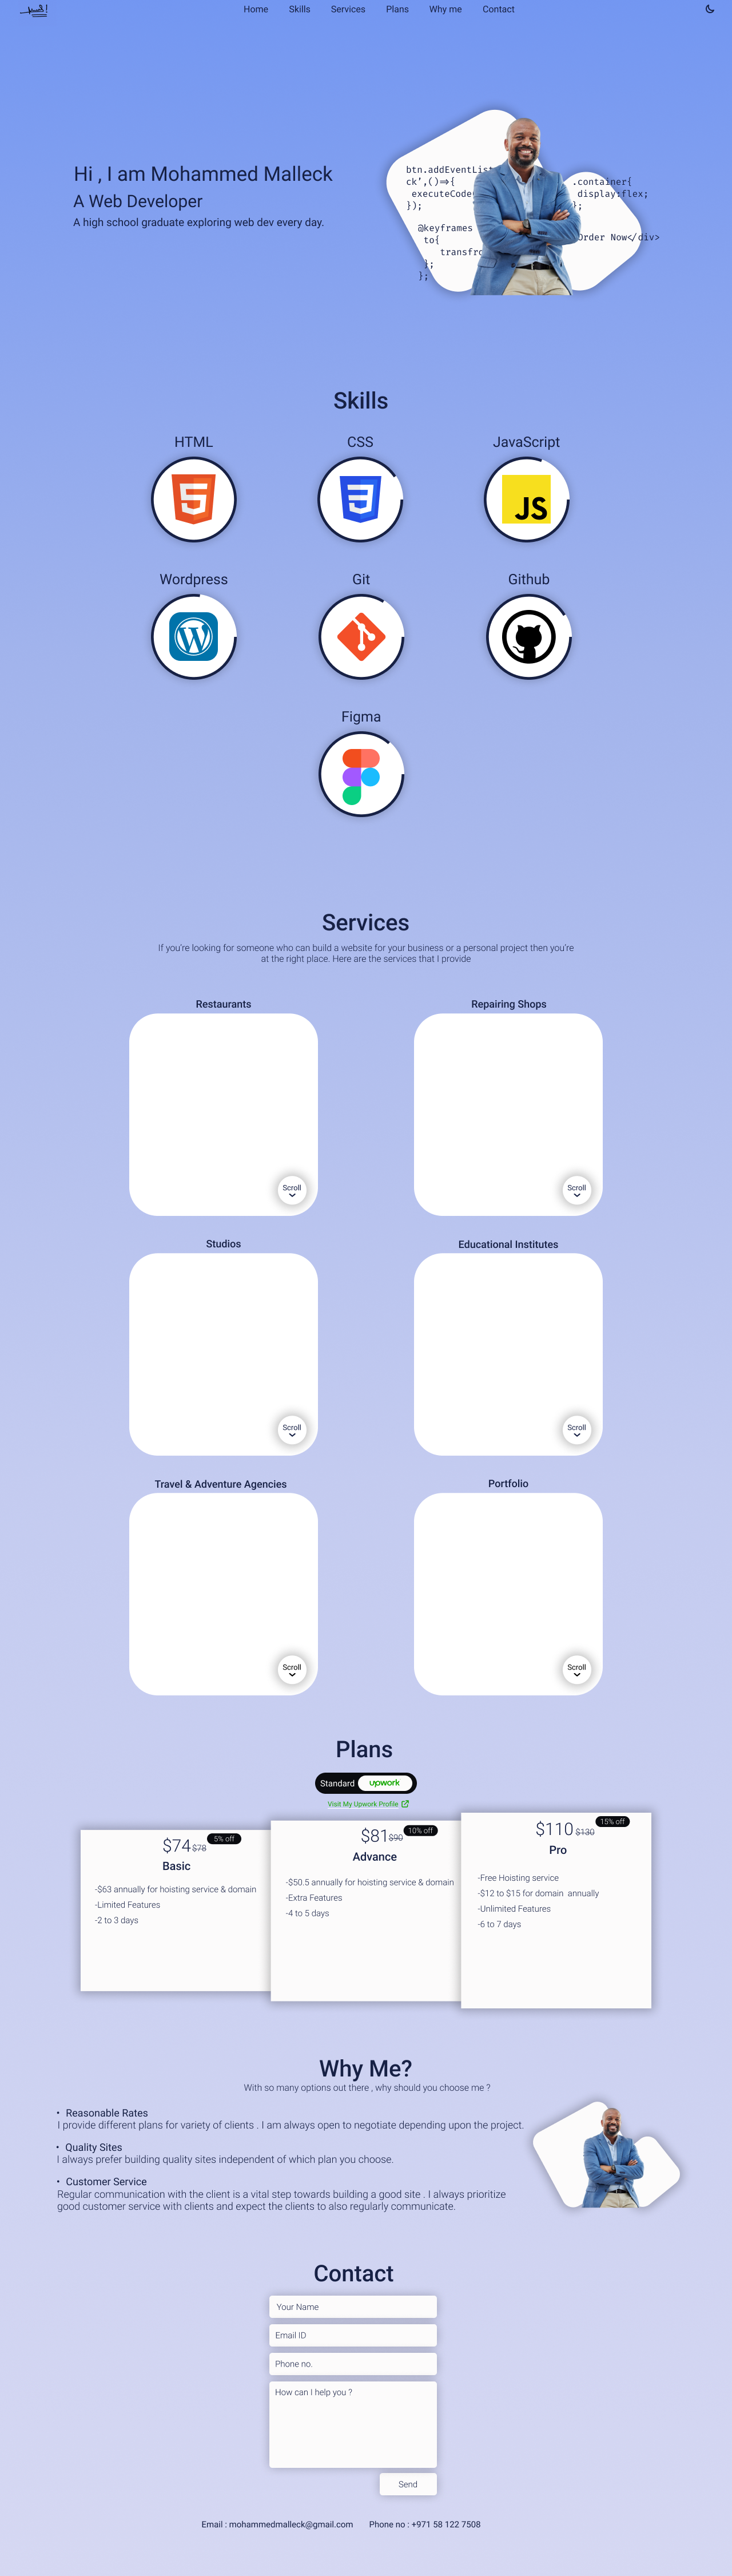 Home Skills Services Plans Why me Contact
Hi , I am Mohammed Malleck
A Web Developer
A high school graduate exploring web dev every day.
btn.addEventList
ck',()=>{
executeCode
});
@keyframes
to{
transfr
};
};
.container{
display:flex;
};
Order Now</div>
Skills
HTML CSS JavaScript
JS
Wordpress Git Github
Figma
Services
If you're looking for someone who can build a website for your business or a personal project then you're
at the right place. Here are the services that I provide
Restaurants Repairing Shops
Scroll Scroll
Studios Educational Institutes
Scroll Scroll
Travel & Adventure Agencies Portfolio
Scroll Scroll
Plans
Standard upwork
Visit My Upwork Profile
$74 $78 5% off
Basic
-$63 annually for hoisting service & domain
-Limited Features
-2 to 3 days
$81 $90 10% off
Advance
-$50.5 annually for hoisting service & domain
-Extra Features
-4 to 5 days
$110 $130 15% off
Pro
-Free Hoisting service
-$12 to $15 for domain annually
-Unlimited Features
-6 to 7 days
Why Me?
With so many options out there , why should you choose me ?
• Reasonable Rates
I provide different plans for variety of clients . I am always open to negotiate depending upon the project.
• Quality Sites
I always prefer building quality sites independent of which plan you choose.
• Customer Service
Regular communication with the client is a vital step towards building a good site . I always prioritize
good customer service with clients and expect the clients to also regularly communicate.
Contact
Your Name
Email ID
Phone no.
How can I help you ?
Send
Email : mohammedmalleck@gmail.com Phone no : +971 58 122 7508